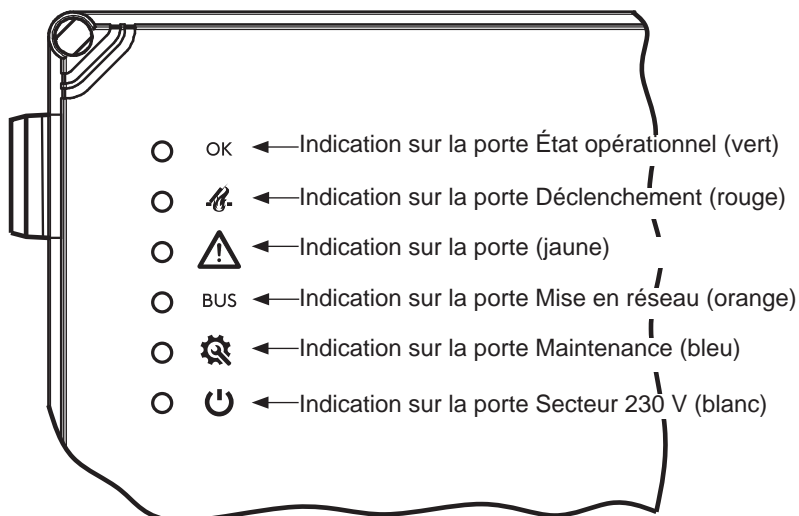 OK Indication sur la porte État opérationnel (vert)
Indication sur la porte Déclenchement (rouge)
Indication sur la porte (jaune)
BUS Indication sur la porte Mise en réseau (orange)
Indication sur la porte Maintenance (bleu)
Indication sur la porte Secteur 230 V (blanc)